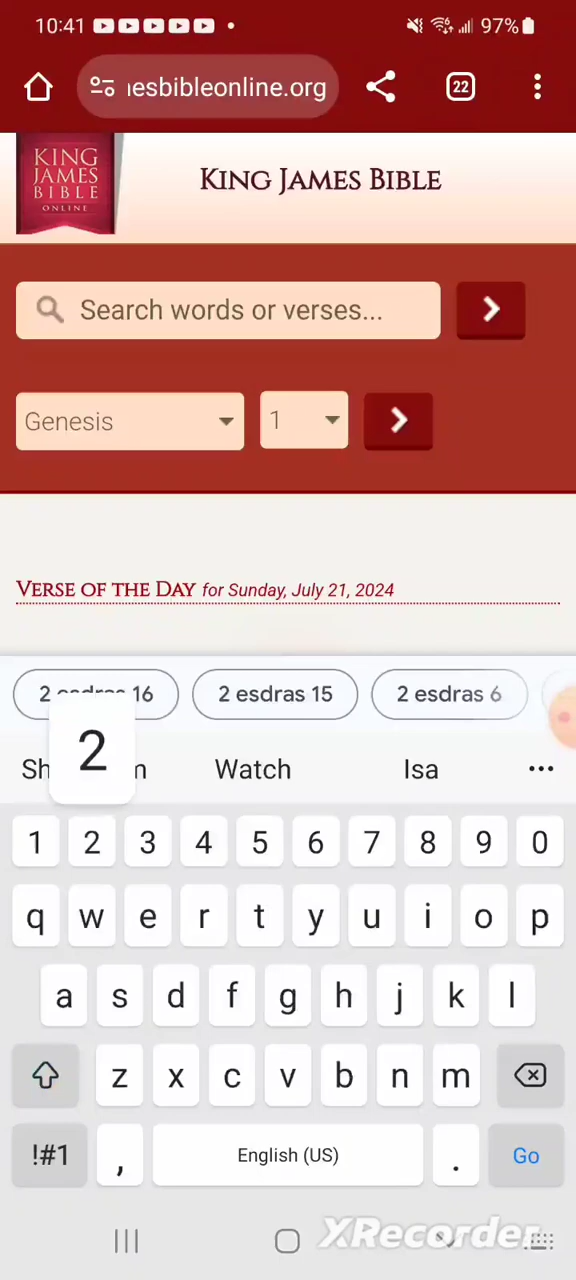 10:41 97%
nesbibleonline.org 22
KING
JAMES
BIBLE
ONLINE
KING JAMES BIBLE
Search words or verses...
Genesis 1
VERSE OF THE DAY for Sunday, July 21, 2024
2 esdras 16 2 esdras 15 2 esdras 6
2
Watch Isa ...
1 2 3 4 5 6 7 8 9 0
q w e r t y u i o p
a s d f g h j k l
z x c v b n m
!#1 , English (US) . Go
XRecorder